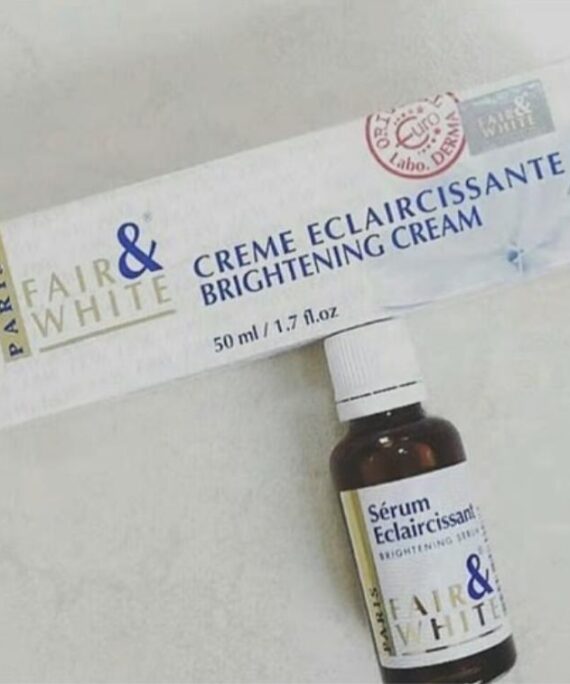 FAIR &
WHITE
PARIS
CREME ECLAIRCISSANTE
BRIGHTENING CREAM
50 ml / 1.7 fl.oz
Euro
Labo. DERMA
FAIR &
WHITE
Sérum
Eclaircissant
BRIGHTENING SERUM
PARIS
FAIR &
WHITE